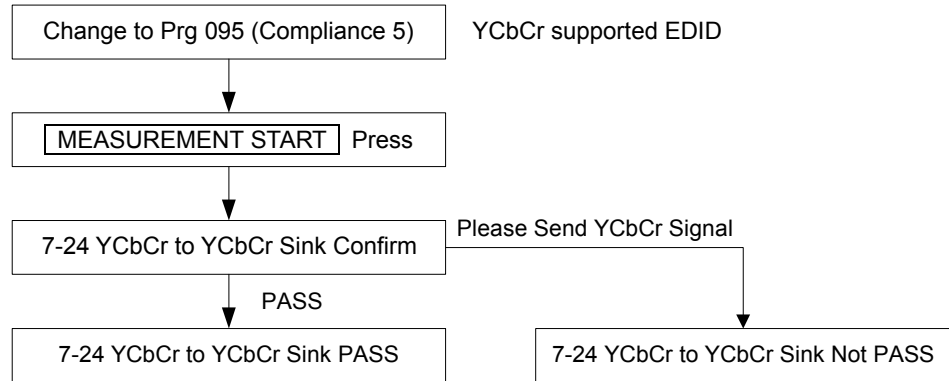 Change to Prg 095 (Compliance 5)
YCbCr supported EDID
MEASUREMENT START Press
7-24 YCbCr to YCbCr Sink Confirm
Please Send YCbCr Signal
PASS
7-24 YCbCr to YCbCr Sink PASS
7-24 YCbCr to YCbCr Sink Not PASS